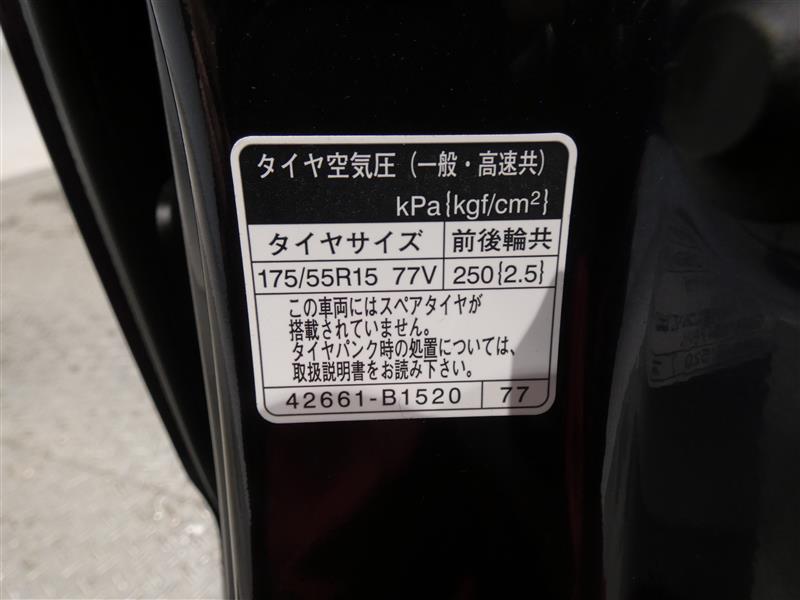 タイヤ空気圧（一般・高速共）
kPa{kgf/cm²}
タイヤサイズ 前後輪共
175/55R15 77V 250{2.5}
この車両にはスペアタイヤが
搭載されていません。
タイヤパンク時の処置については、
取扱説明書をお読み下さい。
42661-B1520 77